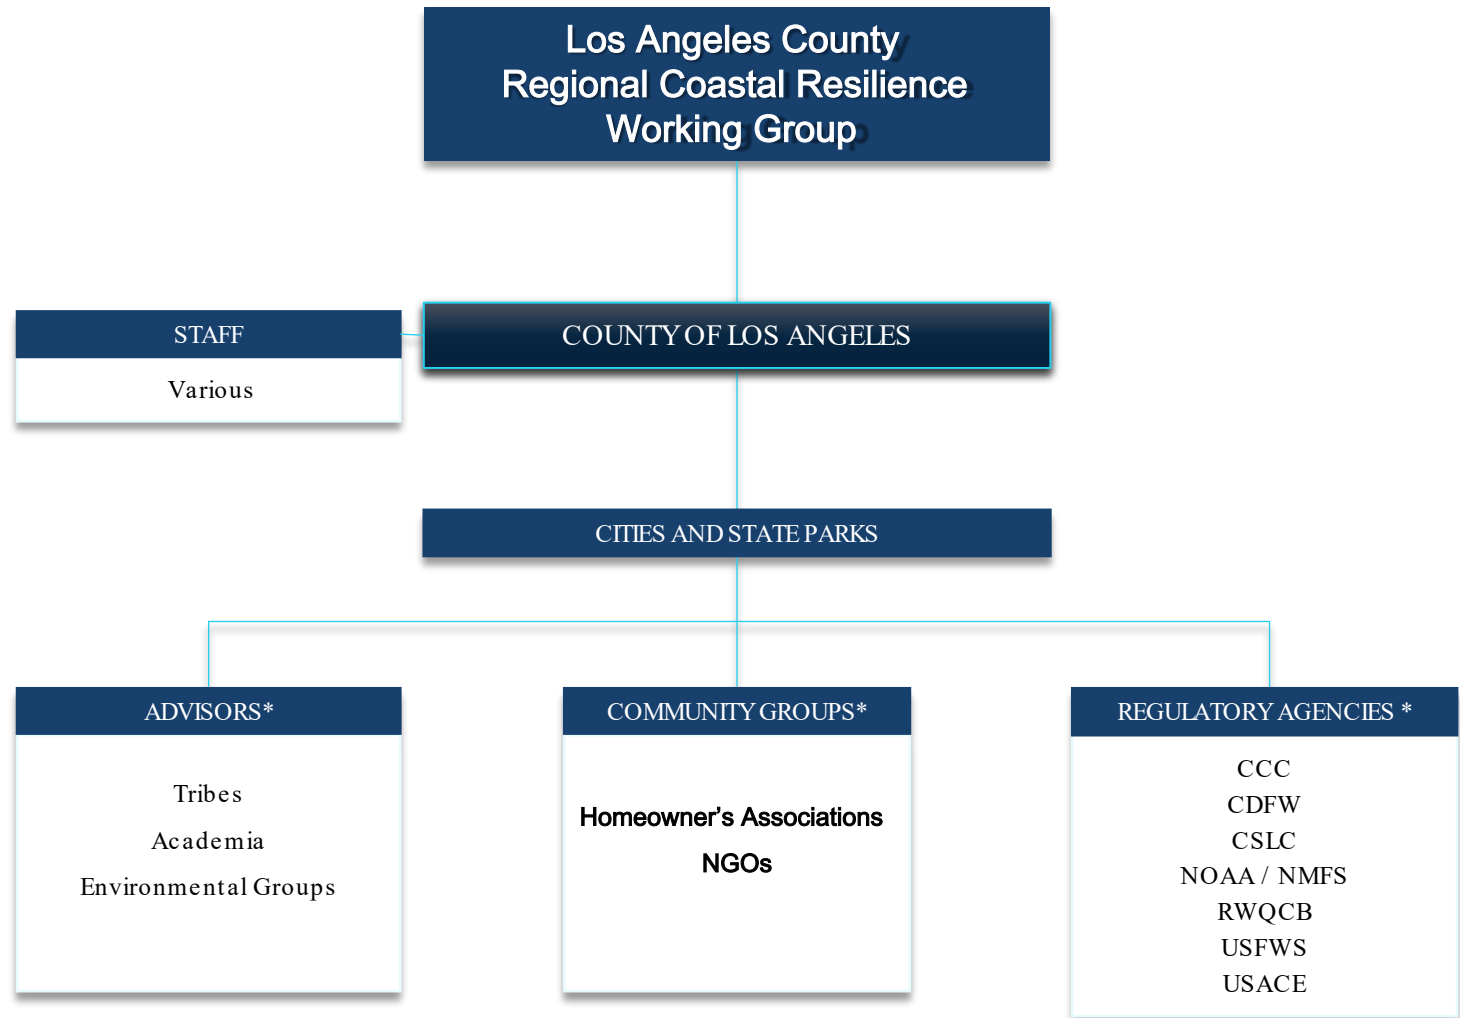 Los Angeles County
Regional Coastal Resilience
Working Group
STAFF
Various
COUNTY OF LOS ANGELES
CITIES AND STATE PARKS
ADVISORS*
Tribes
Academia
Environmental Groups
COMMUNITY GROUPS*
Homeowner’s Associations
NGOs
REGULATORY AGENCIES *
CCC
CDFW
CSLC
NOAA / NMFS
RWQCB
USFWS
USACE